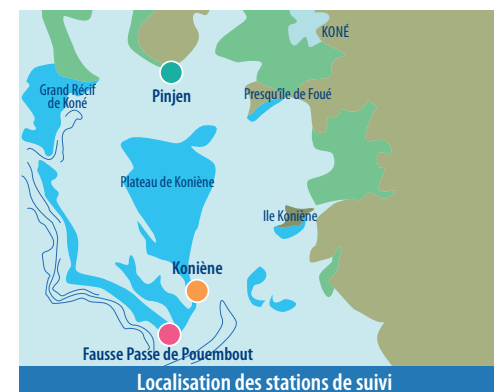 KONÉ
Grand Récif
de Koné
Pinjen
Presqu'île de Foué
Plateau de Koniène
Ile Koniène
Koniène
Fausse Passe de Pouembout
Localisation des stations de suivi